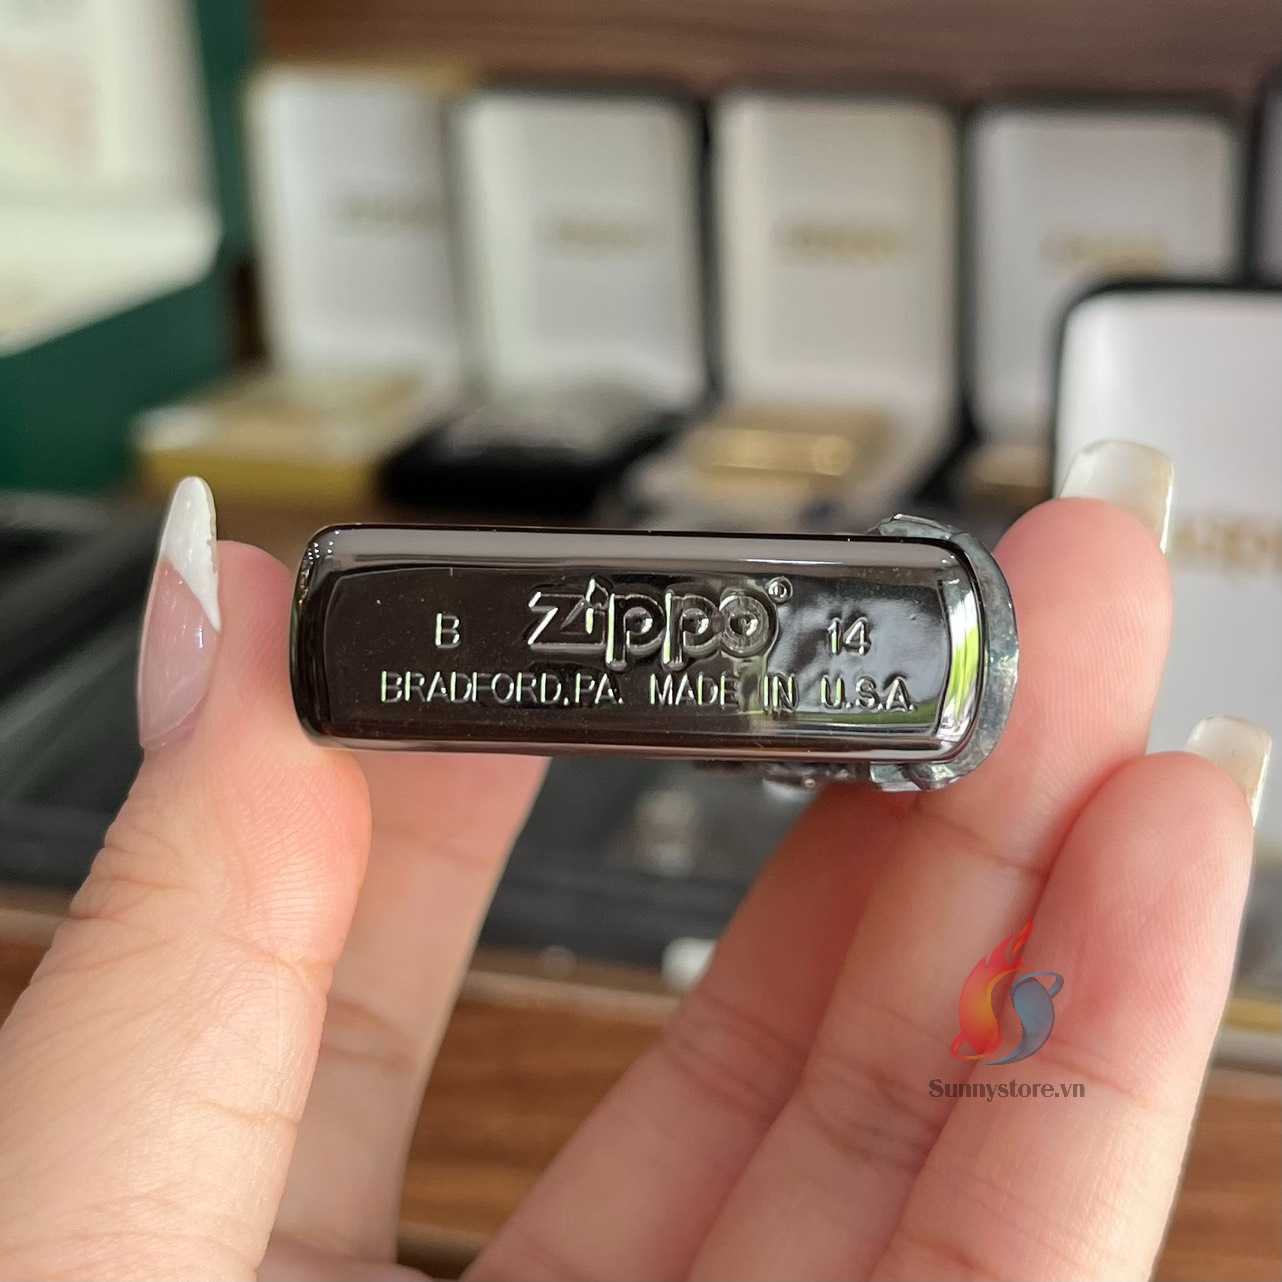 B zippo® 14
BRADFORD,PA. MADE IN U.S.A.
Sunnystore.vn